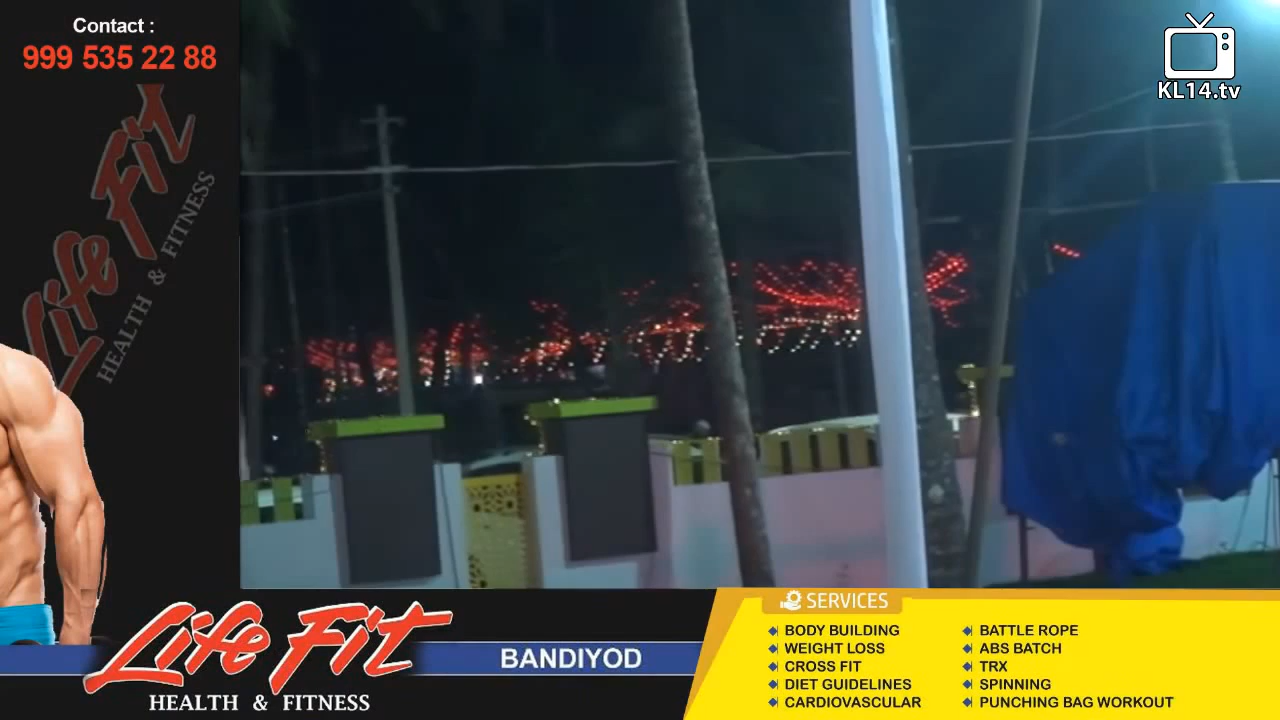 Contact :
999 535 22 88
KL14.tv
Life Fit
HEALTH & FITNESS
Life Fit
HEALTH & FITNESS
BANDIYOD
SERVICES
BODY BUILDING
WEIGHT LOSS
CROSS FIT
DIET GUIDELINES
CARDIOVASCULAR
BATTLE ROPE
ABS BATCH
TRX
SPINNING
PUNCHING BAG WORKOUT